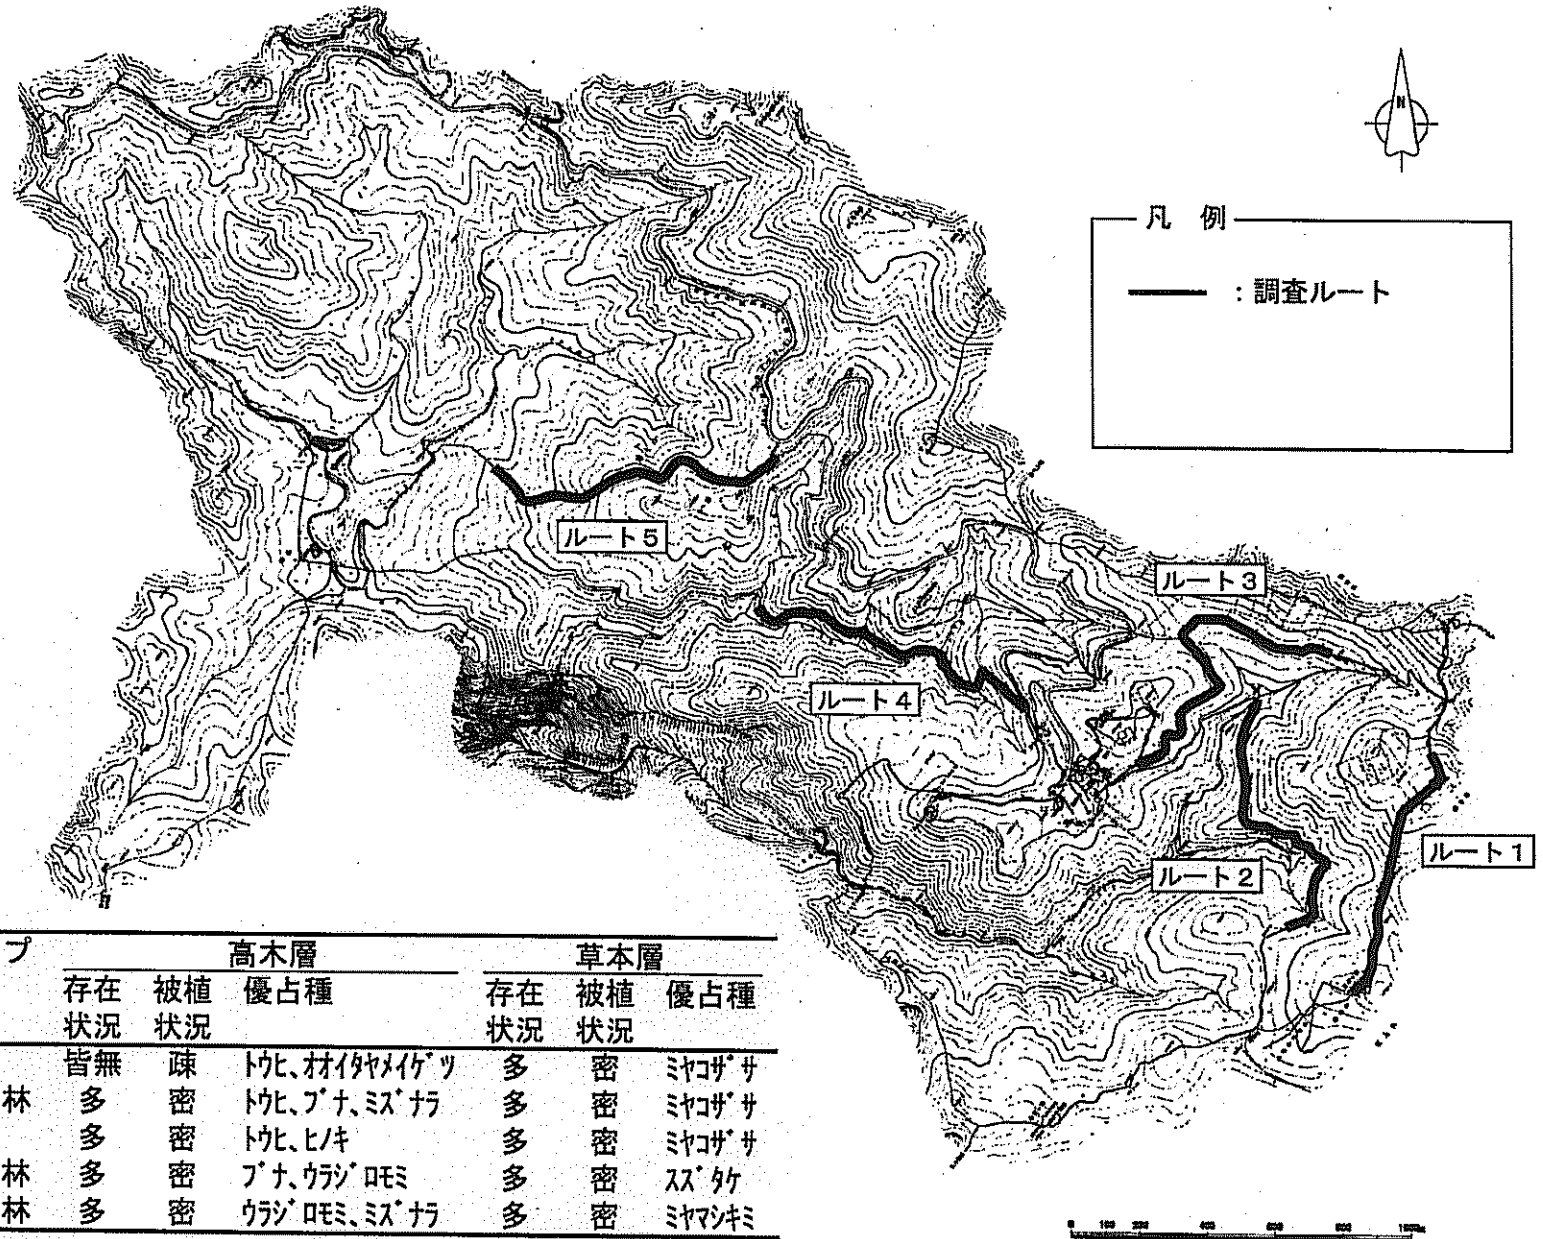 N
凡 例
：調査ルート
ルート5
ルート3
ルート4
ルート1
ルート2
プ 高木層 草本層
存在 被植 優占種 存在 被植 優占種
状況 状況 状況 状況
皆無 疎 トウヒ、オオイタヤメイゲツ 多 密 ミヤコザサ
林 多 密 トウヒ、ブナ、ミズナラ 多 密 ミヤコザサ
多 密 トウヒ、ヒノキ 多 密 ミヤコザサ
林 多 密 ブナ、ウラジロモミ 多 密 スズタケ
林 多 密 ウラジロモミ、ミズナラ 多 密 ミヤマシキミ
0 100 200 400 600 800 1000m